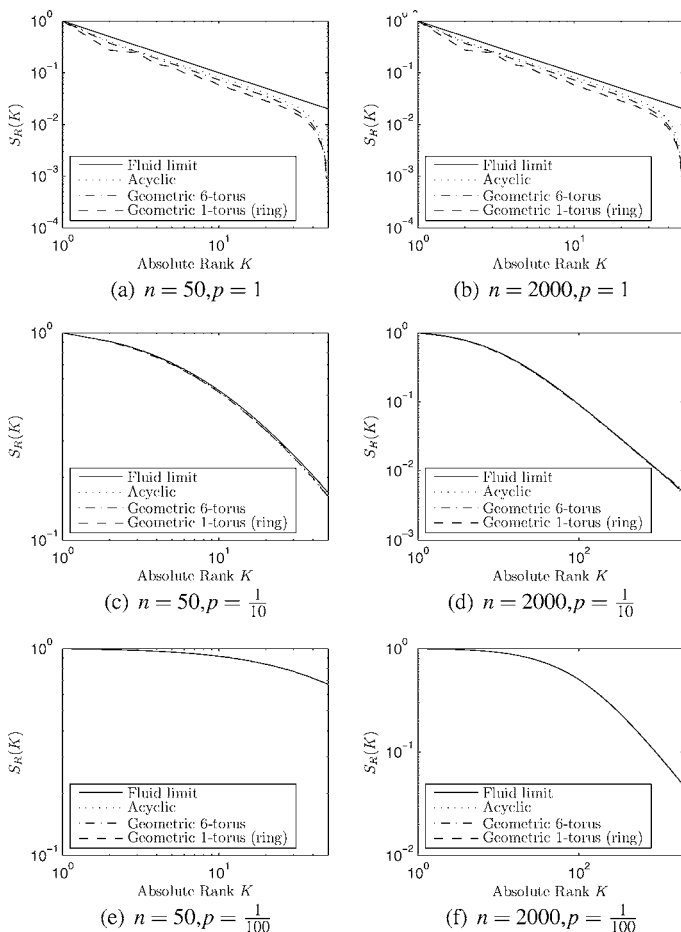 10^0
10^-1
10^-2
10^-3
10^-4
S_R(K)
Fluid limit
Acyclic
Geometric 6-torus
Geometric 1-torus (ring)
10^0
10^1
Absolute Rank K
(a) n = 50, p = 1
10^-1
10^-2
10^-3
10^-4
S_R(K)
Fluid limit
Acyclic
Geometric 6-torus
Geometric 1-torus (ring)
10^0
10^1
Absolute Rank K
(b) n = 2000, p = 1
10^0
10^-1
S_R(K)
Fluid limit
Acyclic
Geometric 6-torus
Geometric 1-torus (ring)
10^0
10^1
Absolute Rank K
(c) n = 50, p = 1/10
10^0
10^-1
10^-2
10^-3
S_R(K)
Fluid limit
Acyclic
Geometric 6-torus
Geometric 1-torus (ring)
10^0
10^2
Absolute Rank K
(d) n = 2000, p = 1/10
10^0
10^-1
S_R(K)
Fluid limit
Acyclic
Geometric 6-torus
Geometric 1-torus (ring)
10^0
10^1
Absolute Rank K
(e) n = 50, p = 1/100
10^0
10^-1
10^-2
S_R(K)
Fluid limit
Acyclic
Geometric 6-torus
Geometric 1-torus (ring)
10^0
10^2
Absolute Rank K
(f) n = 2000, p = 1/100